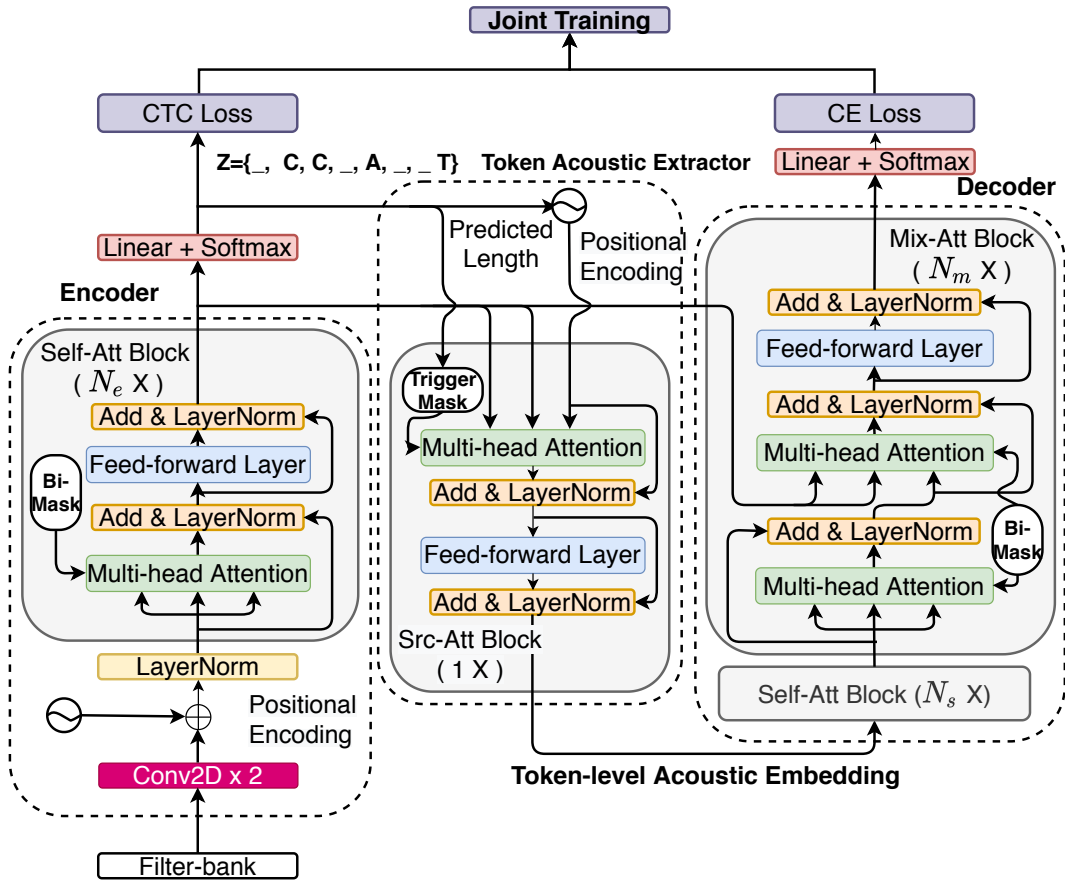 Joint Training
CTC Loss
CE Loss
Z={_, C, C, _, A, _, _ T}
Token Acoustic Extractor
Linear + Softmax
Decoder
Linear + Softmax
Predicted
Length
Positional
Encoding
Mix-Att Block
( N_m X )
Encoder
Add & LayerNorm
Feed-forward Layer
Add & LayerNorm
Multi-head Attention
Add & LayerNorm
Bi-
Mask
Multi-head Attention
Self-Att Block (N_s X)
Self-Att Block
( N_e X )
Add & LayerNorm
Feed-forward Layer
Bi-
Mask
Add & LayerNorm
Multi-head Attention
LayerNorm
Positional
Encoding
Conv2D x 2
Filter-bank
Trigger
Mask
Multi-head Attention
Add & LayerNorm
Feed-forward Layer
Add & LayerNorm
Src-Att Block
( 1 X )
Token-level Acoustic Embedding